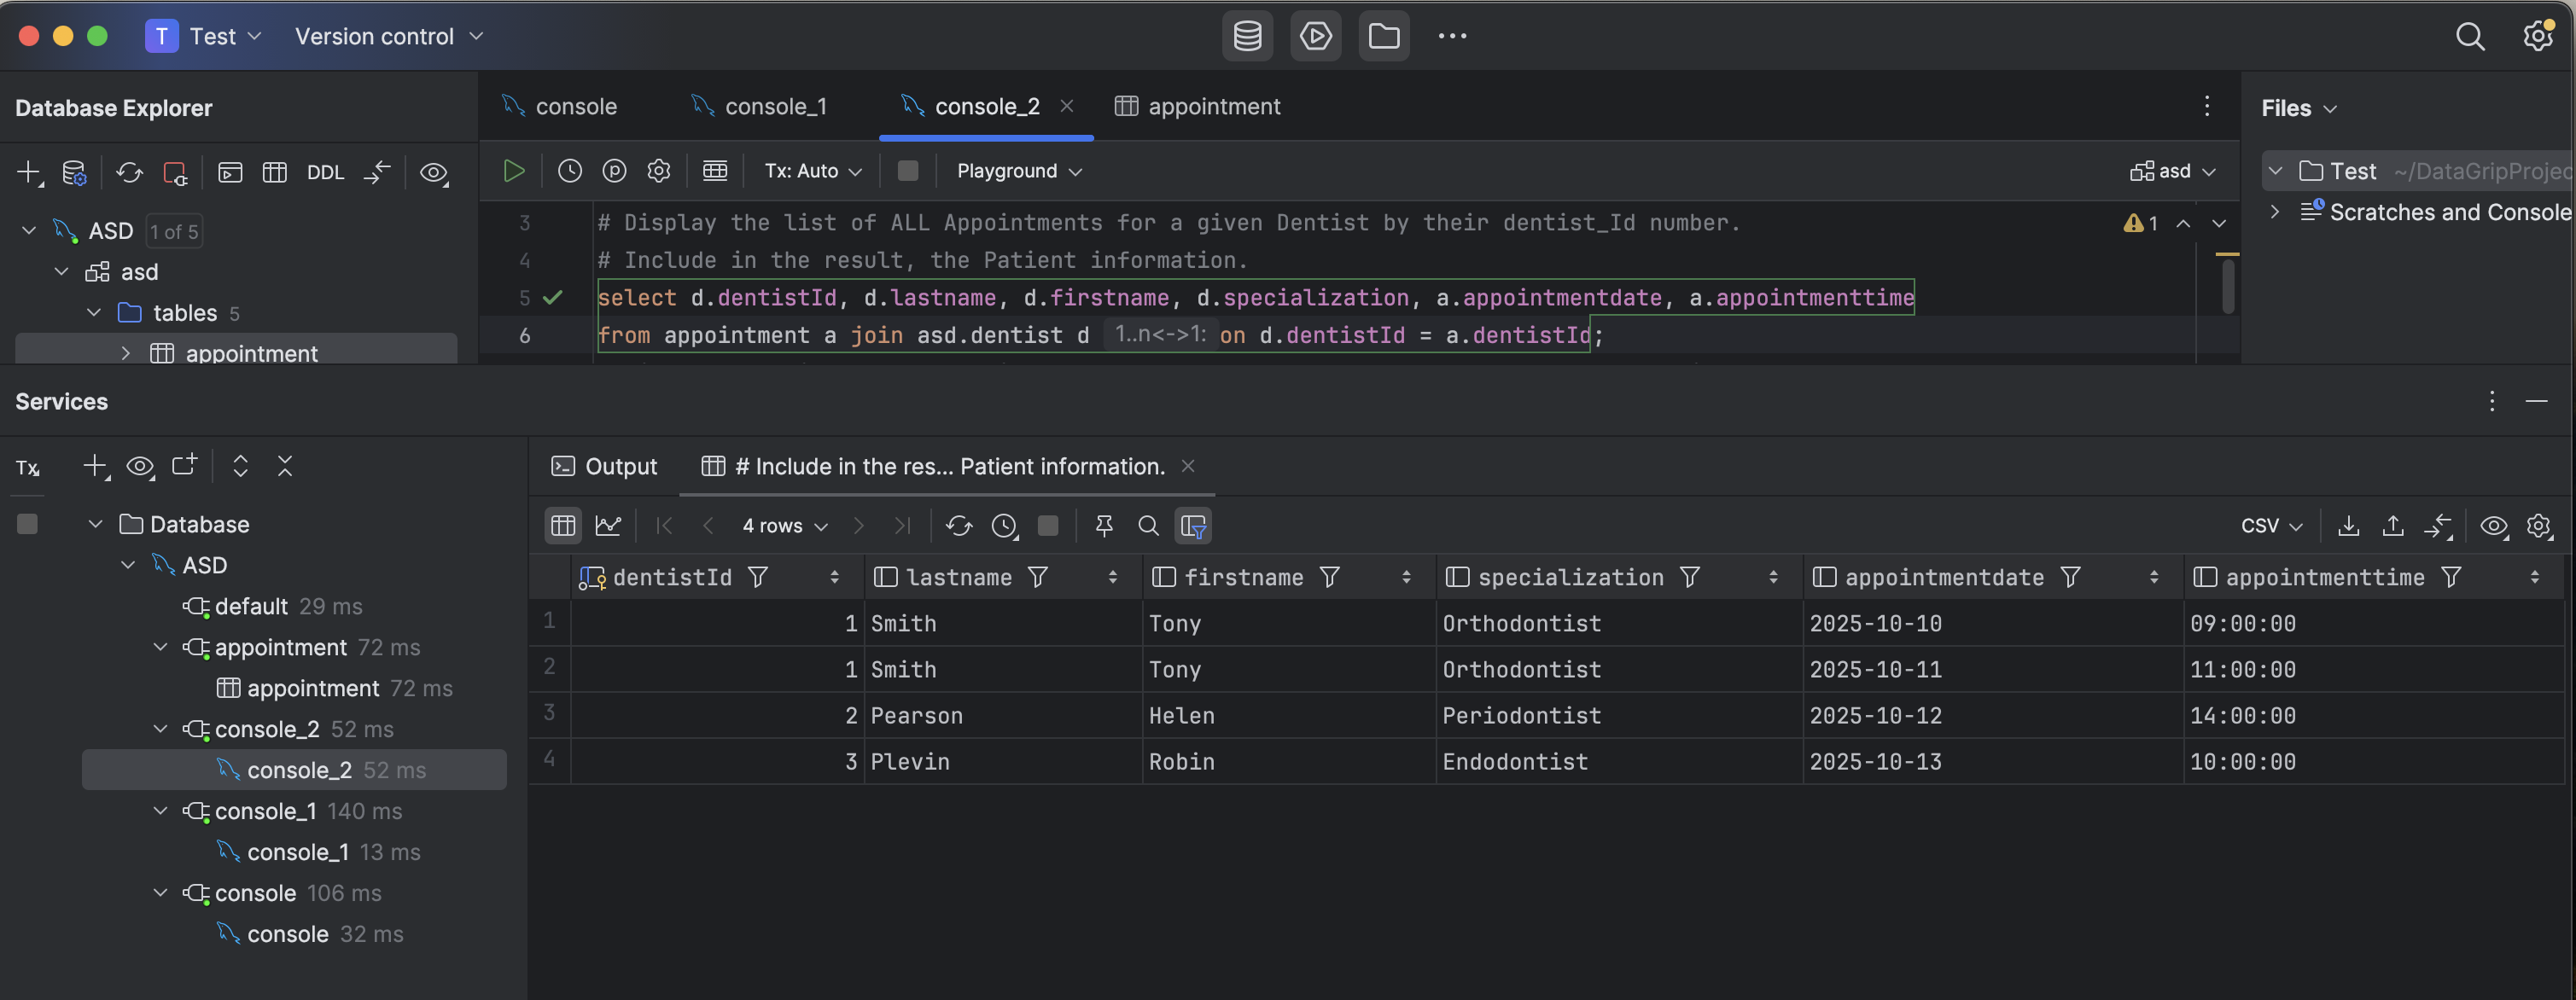 T Test Version control
Database Explorer
console console_1 console_2 appointment
Files
DDL
Tx: Auto Playground asd
Test ~/DataGripProjec
Scratches and Console
ASD 1 of 5
asd
tables 5
appointment
3 # Display the list of ALL Appointments for a given Dentist by their dentist_Id number.
1
4 # Include in the result, the Patient information.
5 select d.dentistId, d.lastname, d.firstname, d.specialization, a.appointmentdate, a.appointmenttime
6 from appointment a join asd.dentist d 1..n<->1: on d.dentistId = a.dentistId;
Services
Tx
Output # Include in the res... Patient information.
4 rows CSV
Database
ASD
default 29 ms
appointment 72 ms
appointment 72 ms
console_2 52 ms
console_2 52 ms
console_1 140 ms
console_1 13 ms
console 106 ms
console 32 ms
dentistId lastname firstname specialization appointmentdate appointmenttime
1 1 Smith Tony Orthodontist 2025-10-10 09:00:00
2 1 Smith Tony Orthodontist 2025-10-11 11:00:00
3 2 Pearson Helen Periodontist 2025-10-12 14:00:00
4 3 Plevin Robin Endodontist 2025-10-13 10:00:00